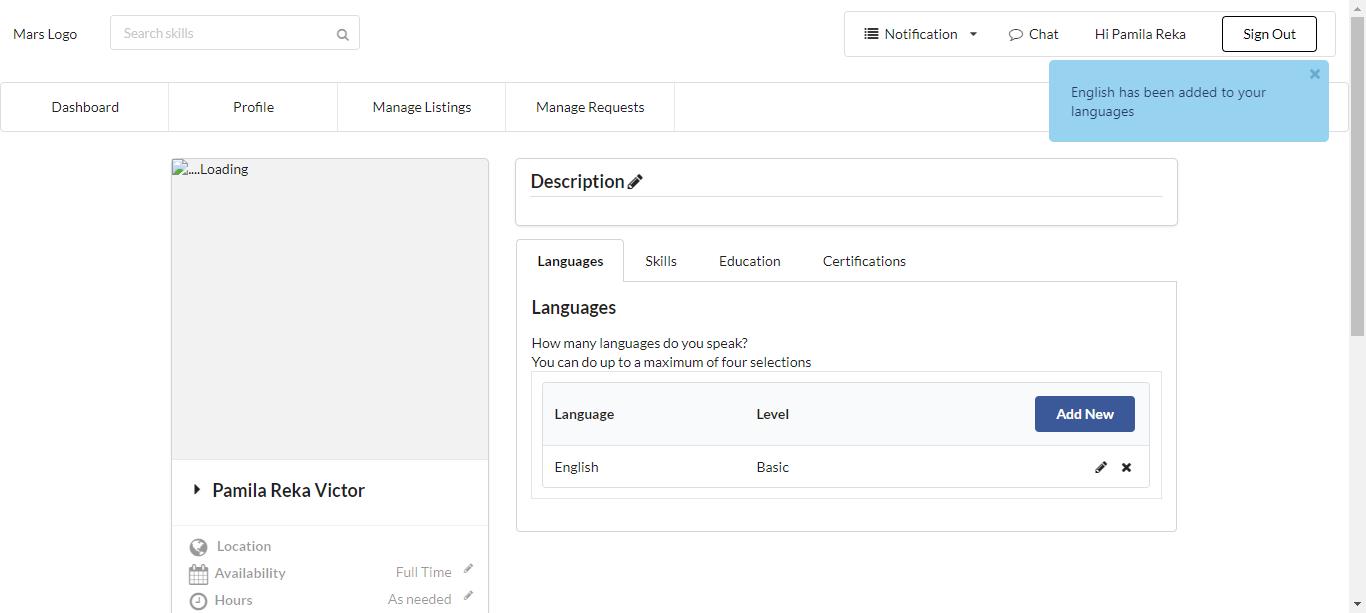 Mars Logo
Search skills
Notification
Chat
Hi Pamila Reka
Sign Out
English has been added to your
languages
Dashboard
Profile
Manage Listings
Manage Requests
....Loading
Description
Languages
Skills
Education
Certifications
Languages
How many languages do you speak?
You can do up to a maximum of four selections
Language
Level
Add New
English
Basic
Pamila Reka Victor
Location
Availability
Full Time
Hours
As needed